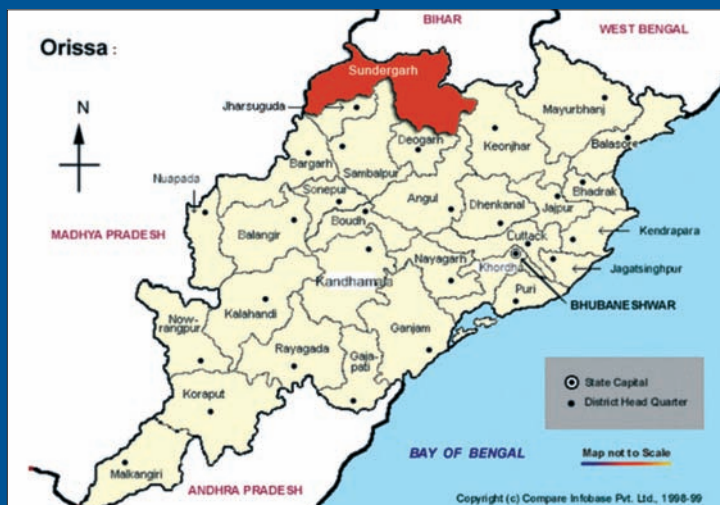 Orissa :
BIHAR
WEST BENGAL
N
Sundergarh
Jharsuguda
Mayurbhanj
Deogarh
Keonjhar
Balasore
Bargarh
Sambalpur
Nuapada
Sonepur
Angul
Bhadrak
Dhenkanal
Jajpur
MADHYA PRADESH
Balangir
Boudh
Cuttack
Kendrapara
Nayagarh
Khordha
Jagatsinghpur
Kandhamala
Puri
BHUBANESHWAR
Kalahandi
Now-
rangpur
Ganjam
Rayagada
Gaja-
pati
State Capital
District Head Quarter
Koraput
BAY OF BENGAL
Map not to Scale
Malkangiri
ANDHRA PRADESH
Copyright (c) Compare Infobase Pvt. Ltd., 1998-99